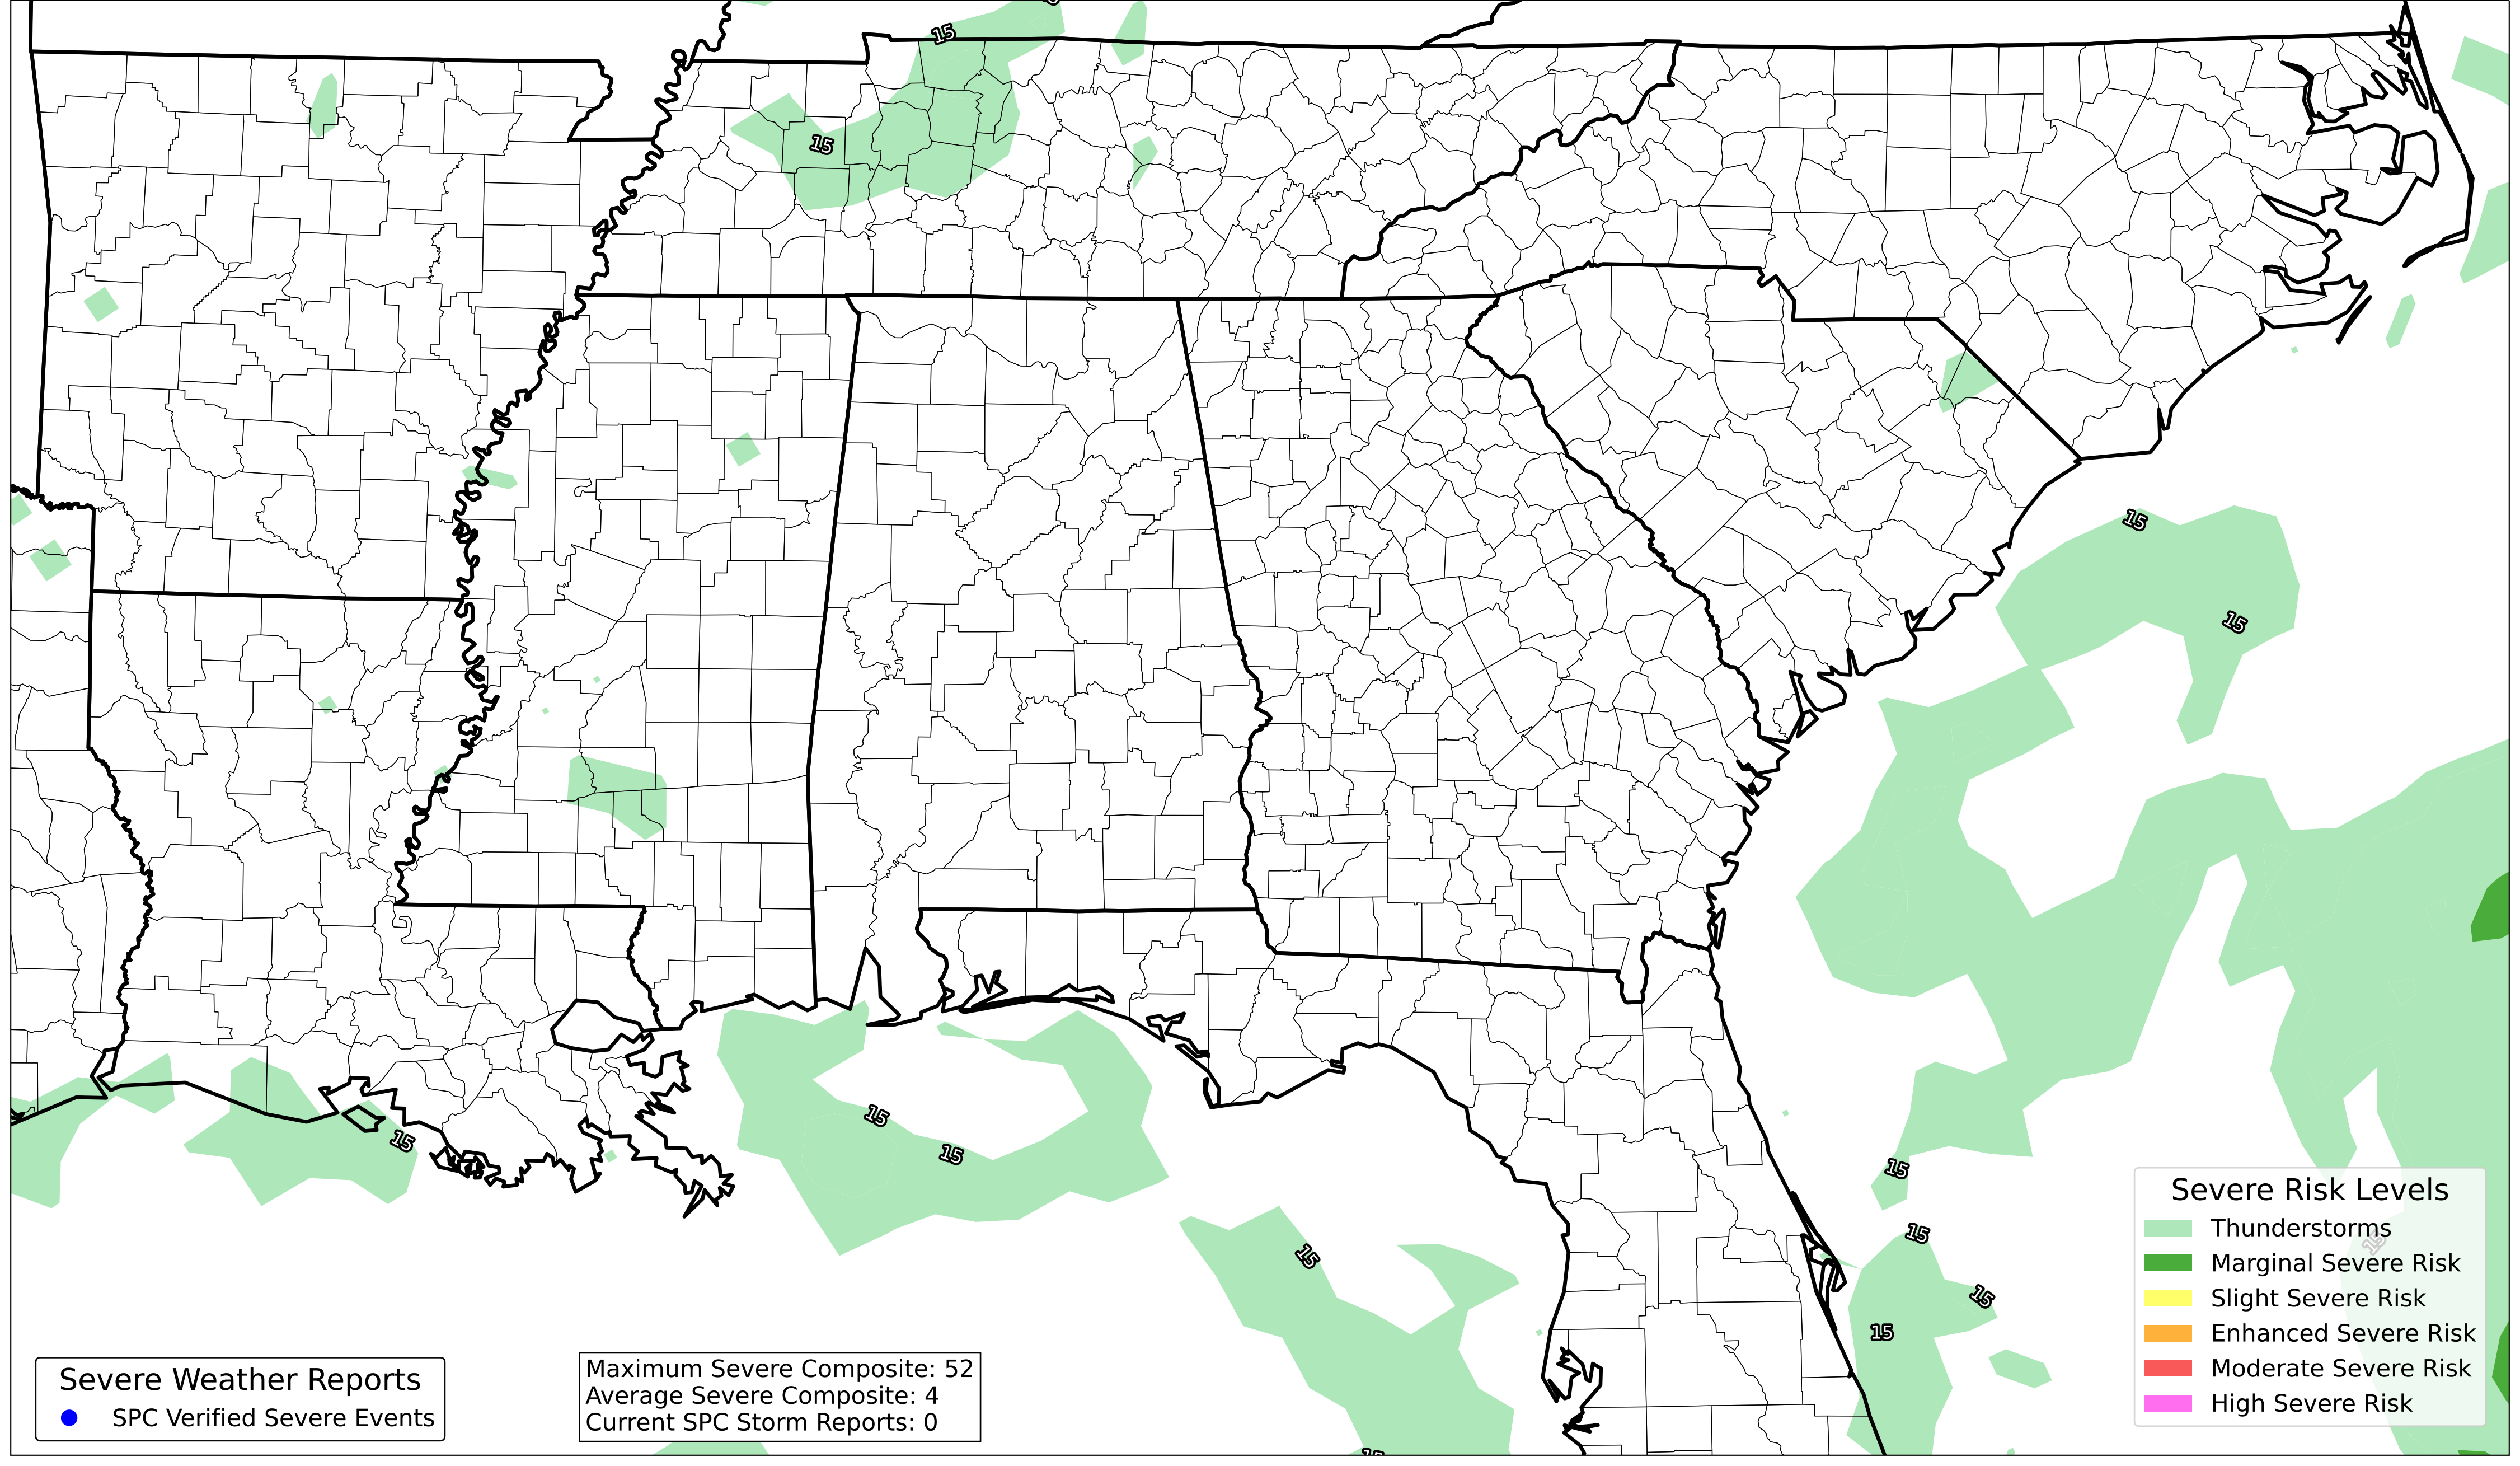 15
15
15
15
15
15
15
15
15
15
15
15
15
Severe Risk Levels
Thunderstorms
Marginal Severe Risk
Slight Severe Risk
Enhanced Severe Risk
Moderate Severe Risk
High Severe Risk
Severe Weather Reports
SPC Verified Severe Events
Maximum Severe Composite: 52
Average Severe Composite: 4
Current SPC Storm Reports: 0